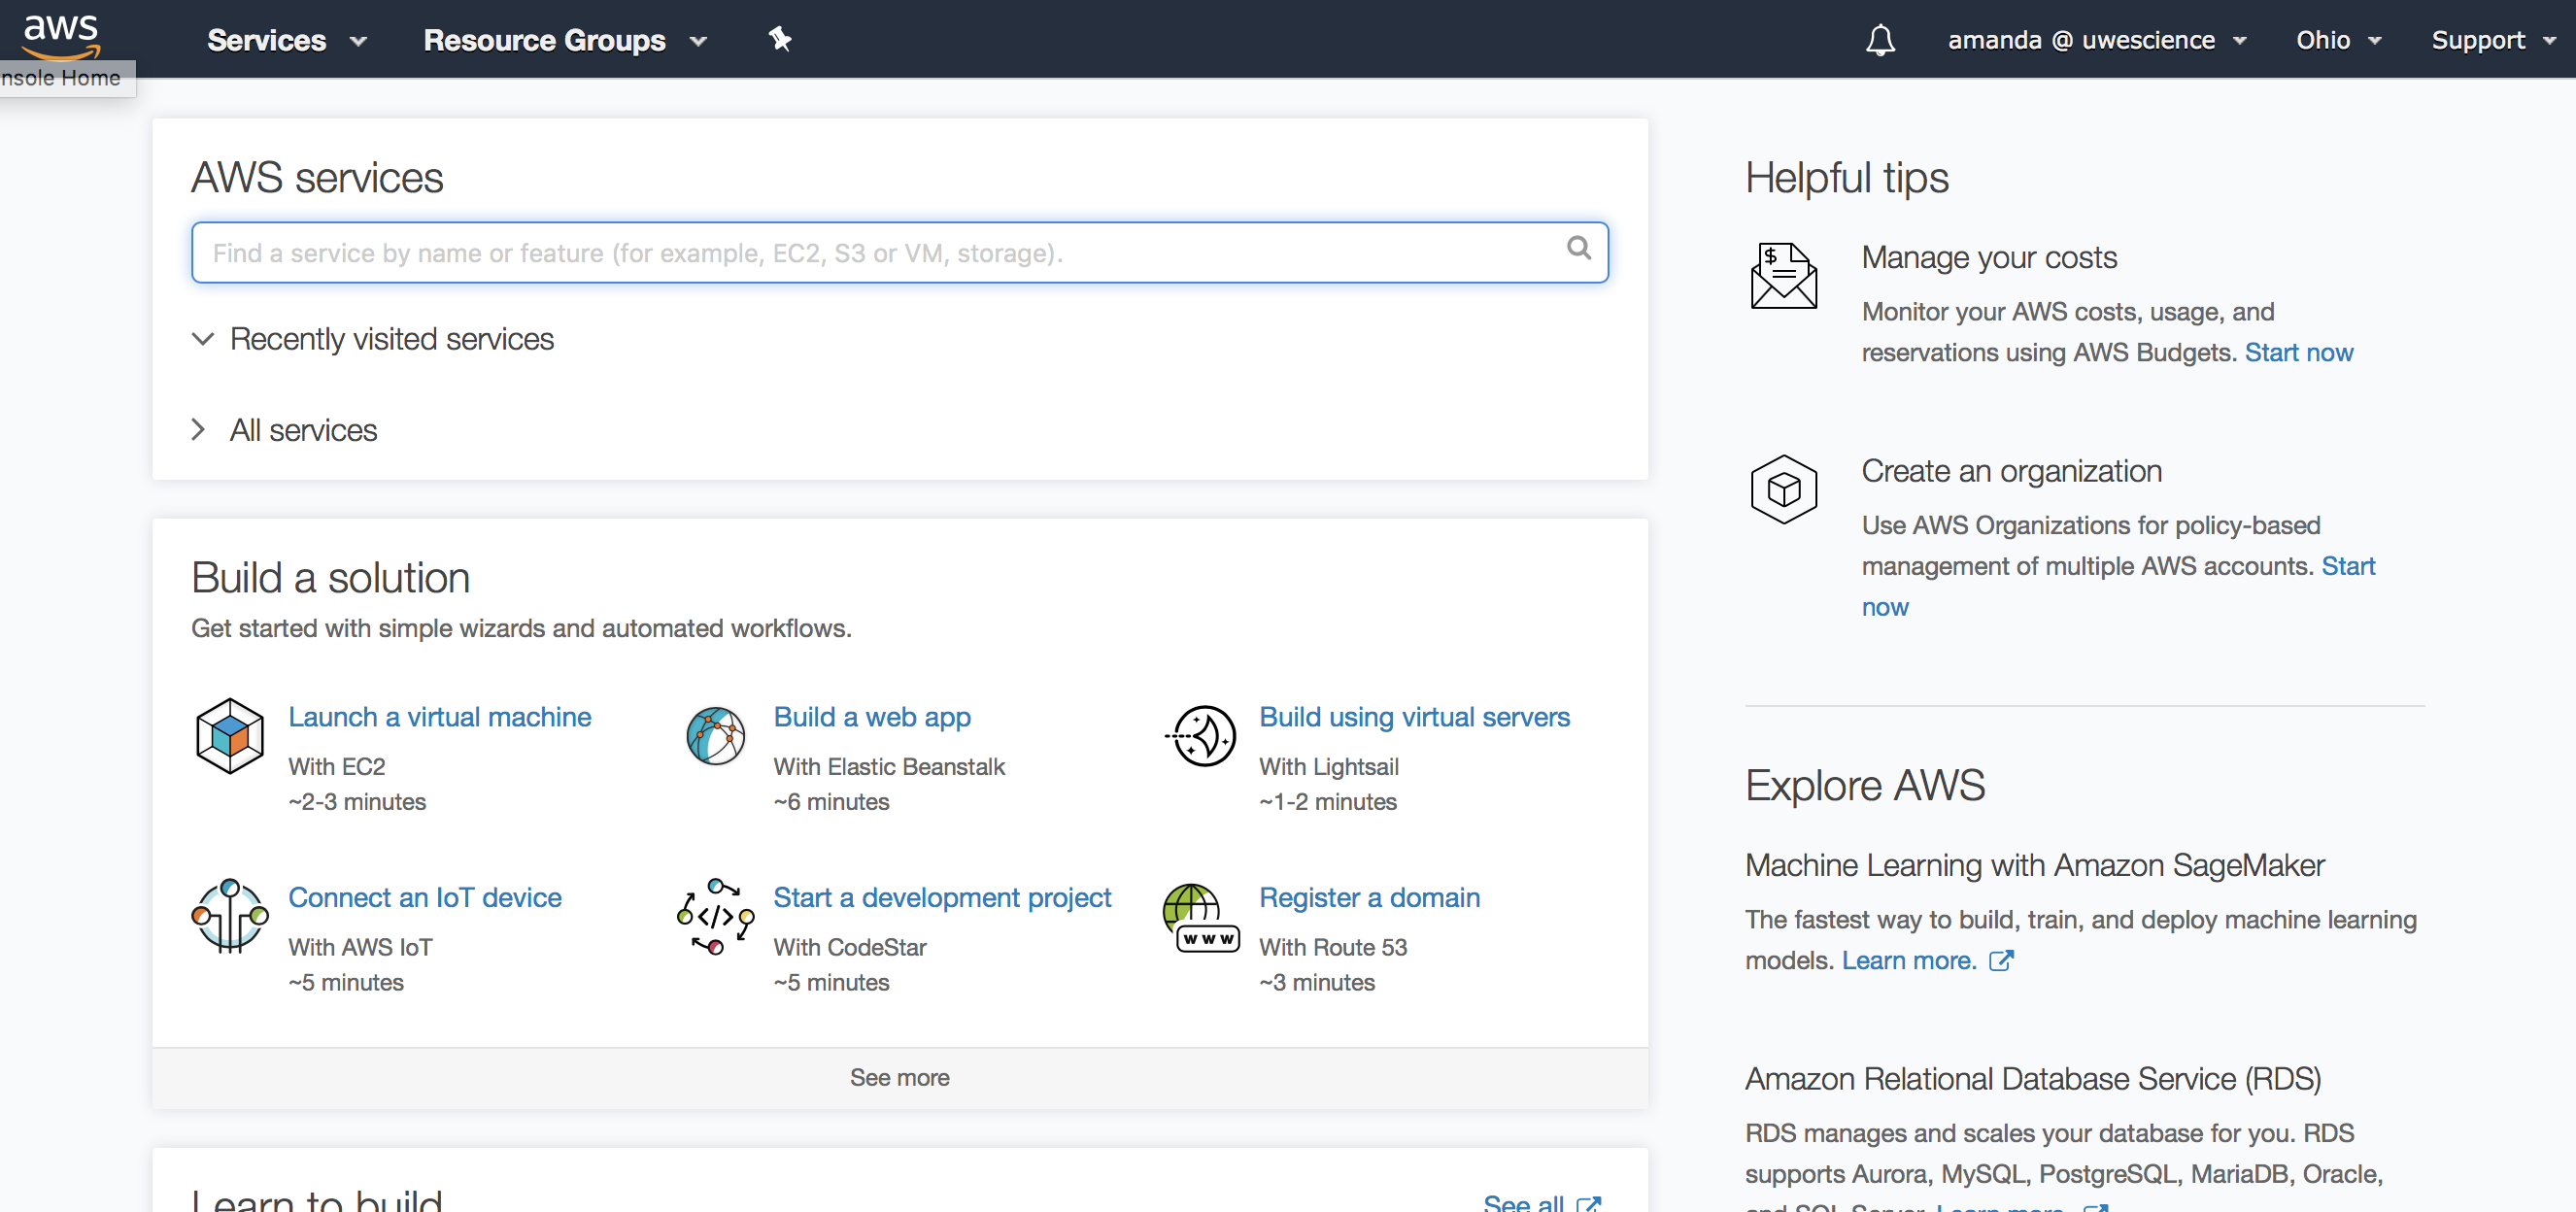 aws
Services
Resource Groups
amanda @ uwescience
Ohio
Support
nsole Home
AWS services
Find a service by name or feature (for example, EC2, S3 or VM, storage).
Recently visited services
All services
Build a solution
Get started with simple wizards and automated workflows.
Launch a virtual machine
With EC2
~2-3 minutes
Build a web app
With Elastic Beanstalk
~6 minutes
Build using virtual servers
With Lightsail
~1-2 minutes
Connect an IoT device
With AWS IoT
~5 minutes
Start a development project
With CodeStar
~5 minutes
www
Register a domain
With Route 53
~3 minutes
See more
Learn to build
See all
Helpful tips
$
Manage your costs
Monitor your AWS costs, usage, and
reservations using AWS Budgets. Start now
Create an organization
Use AWS Organizations for policy-based
management of multiple AWS accounts. Start
now
Explore AWS
Machine Learning with Amazon SageMaker
The fastest way to build, train, and deploy machine learning
models. Learn more.
Amazon Relational Database Service (RDS)
RDS manages and scales your database for you. RDS
supports Aurora, MySQL, PostgreSQL, MariaDB, Oracle,
and SQL Server. Learn more.